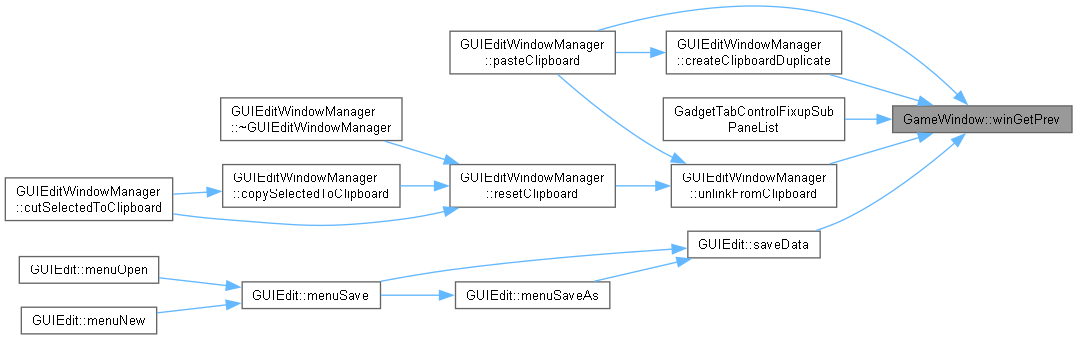 GUIEditWindowManager
::pasteClipboard
GUIEditWindowManager
::createClipboardDuplicate
GadgetTabControlFixupSub
PaneList
GameWindow::winGetPrev
GUIEditWindowManager
::~GUIEditWindowManager
GUIEditWindowManager
::copySelectedToClipboard
GUIEditWindowManager
::resetClipboard
GUIEditWindowManager
::unlinkFromClipboard
GUIEditWindowManager
::cutSelectedToClipboard
GUIEdit::saveData
GUIEdit::menuOpen
GUIEdit::menuSave
GUIEdit::menuSaveAs
GUIEdit::menuNew